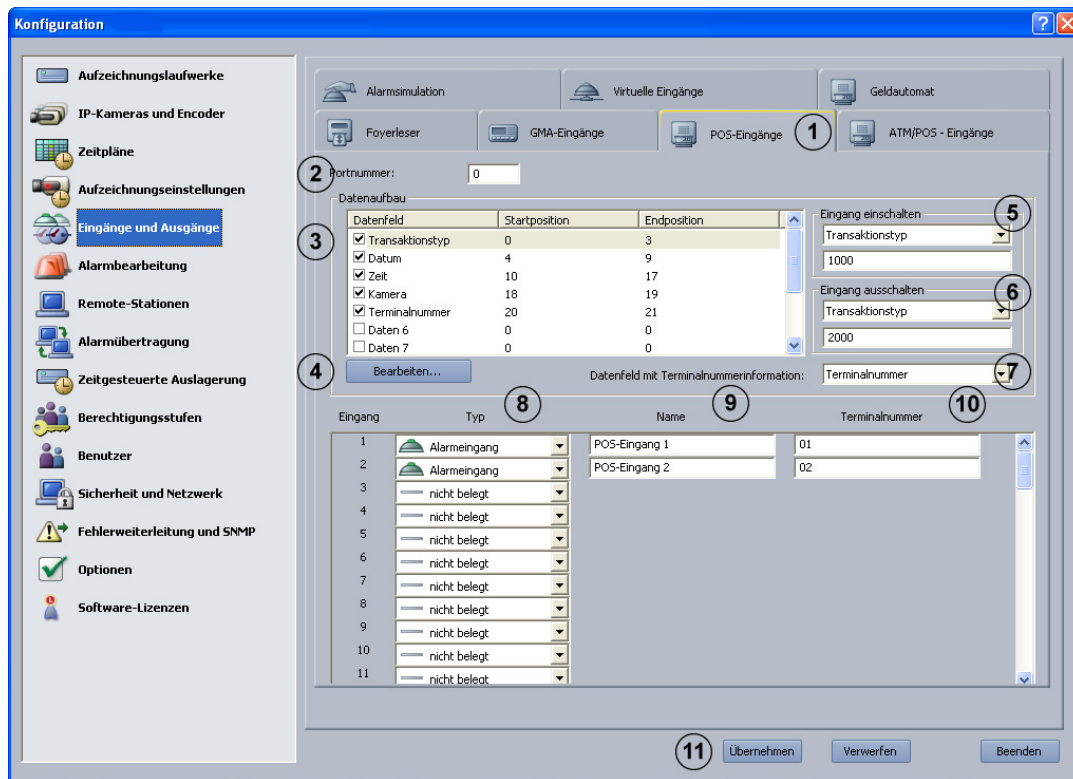 Konfiguration
Aufzeichnungslaufwerke
IP-Kameras und Encoder
Zeitpläne
Aufzeichnungseinstellungen
Eingänge und Ausgänge
Alarmbearbeitung
Remote-Stationen
Alarmübertragung
Zeitgesteuerte Auslagerung
Berechtigungsstufen
Benutzer
Sicherheit und Netzwerk
Fehlerweiterleitung und SNMP
Optionen
Software-Lizenzen
Alarmsimulation Virtuelle Eingänge Geldautomat
Foyerleser GMA-Eingänge POS-Eingänge 1 ATM/POS - Eingänge
2 Portnummer: 0
Datenaufbau
3
Datenfeld Startposition Endposition
Transaktionstyp 0 3
Datum 4 9
Zeit 10 17
Kamera 18 19
Terminalnummer 20 21
Daten 6 0 0
Daten 7 0 0
Eingang einschalten 5
Transaktionstyp
1000
Eingang ausschalten 6
Transaktionstyp
2000
4 Bearbeiten...
Datenfeld mit Terminalnummerinformation: Terminalnummer 7
Eingang Typ 8 Name 9 Terminalnummer 10
1 Alarmeingang POS-Eingang 1 01
2 Alarmeingang POS-Eingang 2 02
3 nicht belegt
4 nicht belegt
5 nicht belegt
6 nicht belegt
7 nicht belegt
8 nicht belegt
9 nicht belegt
10 nicht belegt
11 nicht belegt
11 Übernehmen Verwerfen Beenden